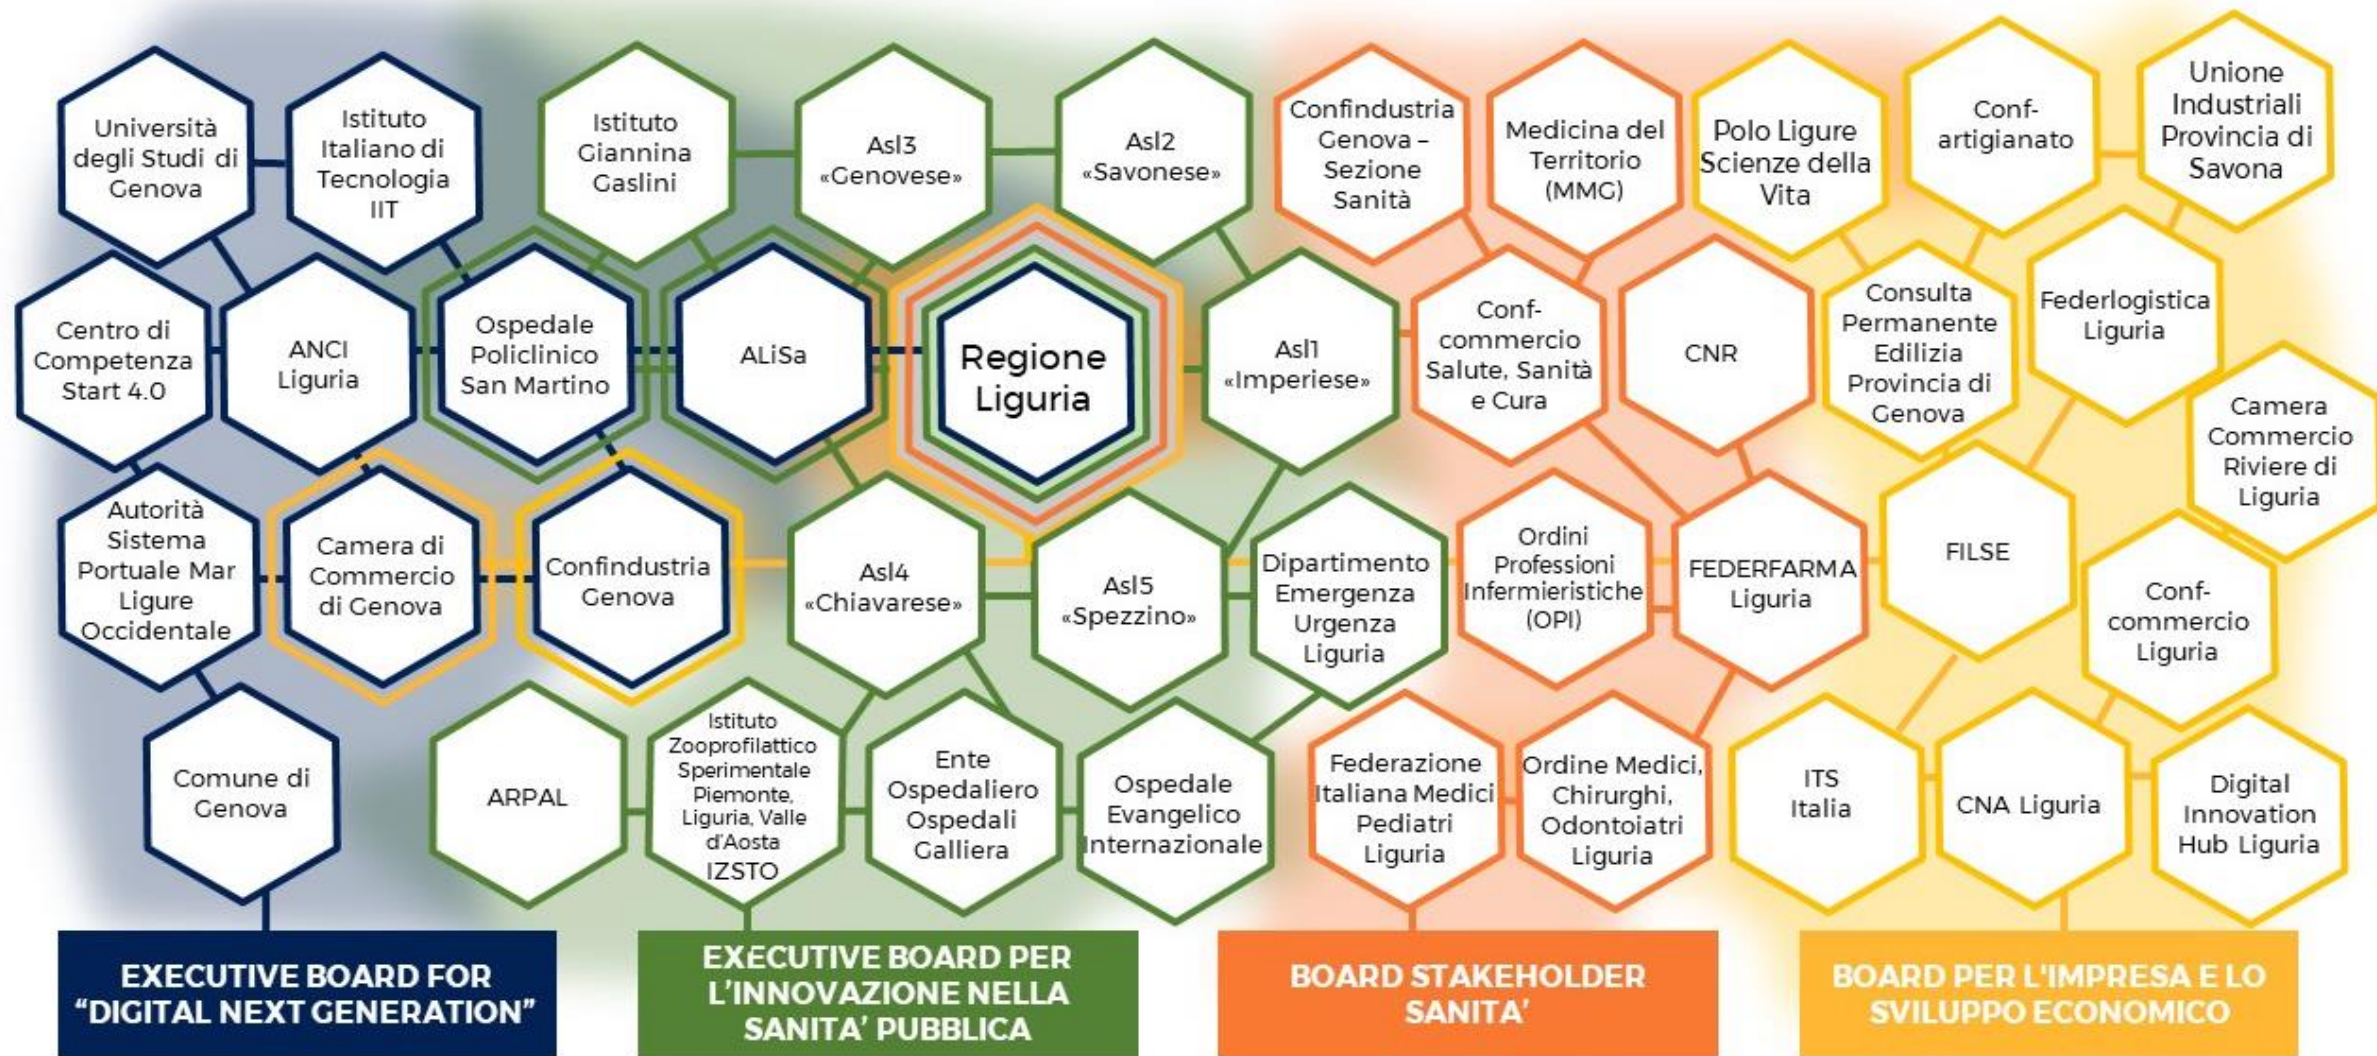 Università
degli Studi di
Genova
Istituto
Italiano di
Tecnologia
IIT
Istituto
Giannina
Gaslini
Asl3
«Genovese»
Asl2
«Savonese»
Confindustria
Genova –
Sezione
Sanità
Medicina del
Territorio
(MMG)
Polo Ligure
Scienze della
Vita
Conf-
artigianato
Unione
Industriali
Provincia di
Savona
Centro di
Competenza
Start 4.0
ANCI
Liguria
Ospedale
Policlinico
San Martino
ALiSa
Regione
Liguria
Asl1
«Imperiese»
Conf-
commercio
Salute, Sanità
e Cura
CNR
Consulta
Permanente
Edilizia
Provincia di
Genova
Federlogistica
Liguria
Camera
Commercio
Riviere di
Liguria
Autorità
Sistema
Portuale Mar
Ligure
Occidentale
Camera di
Commercio
di Genova
Confindustria
Genova
Asl4
«Chiavarese»
Asl5
«Spezzino»
Dipartimento
Emergenza
Urgenza
Liguria
Ordini
Professioni
Infermieristiche
(OPI)
FEDERFARMA
Liguria
FILSE
Conf-
commercio
Liguria
Comune di
Genova
ARPAL
Istituto
Zooprofilattico
Sperimentale
Piemonte,
Liguria, Valle
d'Aosta
IZSTO
Ente
Ospedaliero
Ospedali
Galliera
Ospedale
Evangelico
Internazionale
Federazione
Italiana Medici
Pediatri
Liguria
Ordine Medici,
Chirurghi,
Odontoiatri
Liguria
ITS
Italia
CNA Liguria
Digital
Innovation
Hub Liguria
EXECUTIVE BOARD FOR
“DIGITAL NEXT GENERATION”
EXECUTIVE BOARD PER
L’INNOVAZIONE NELLA
SANITA’ PUBBLICA
BOARD STAKEHOLDER
SANITA’
BOARD PER L'IMPRESA E LO
SVILUPPO ECONOMICO